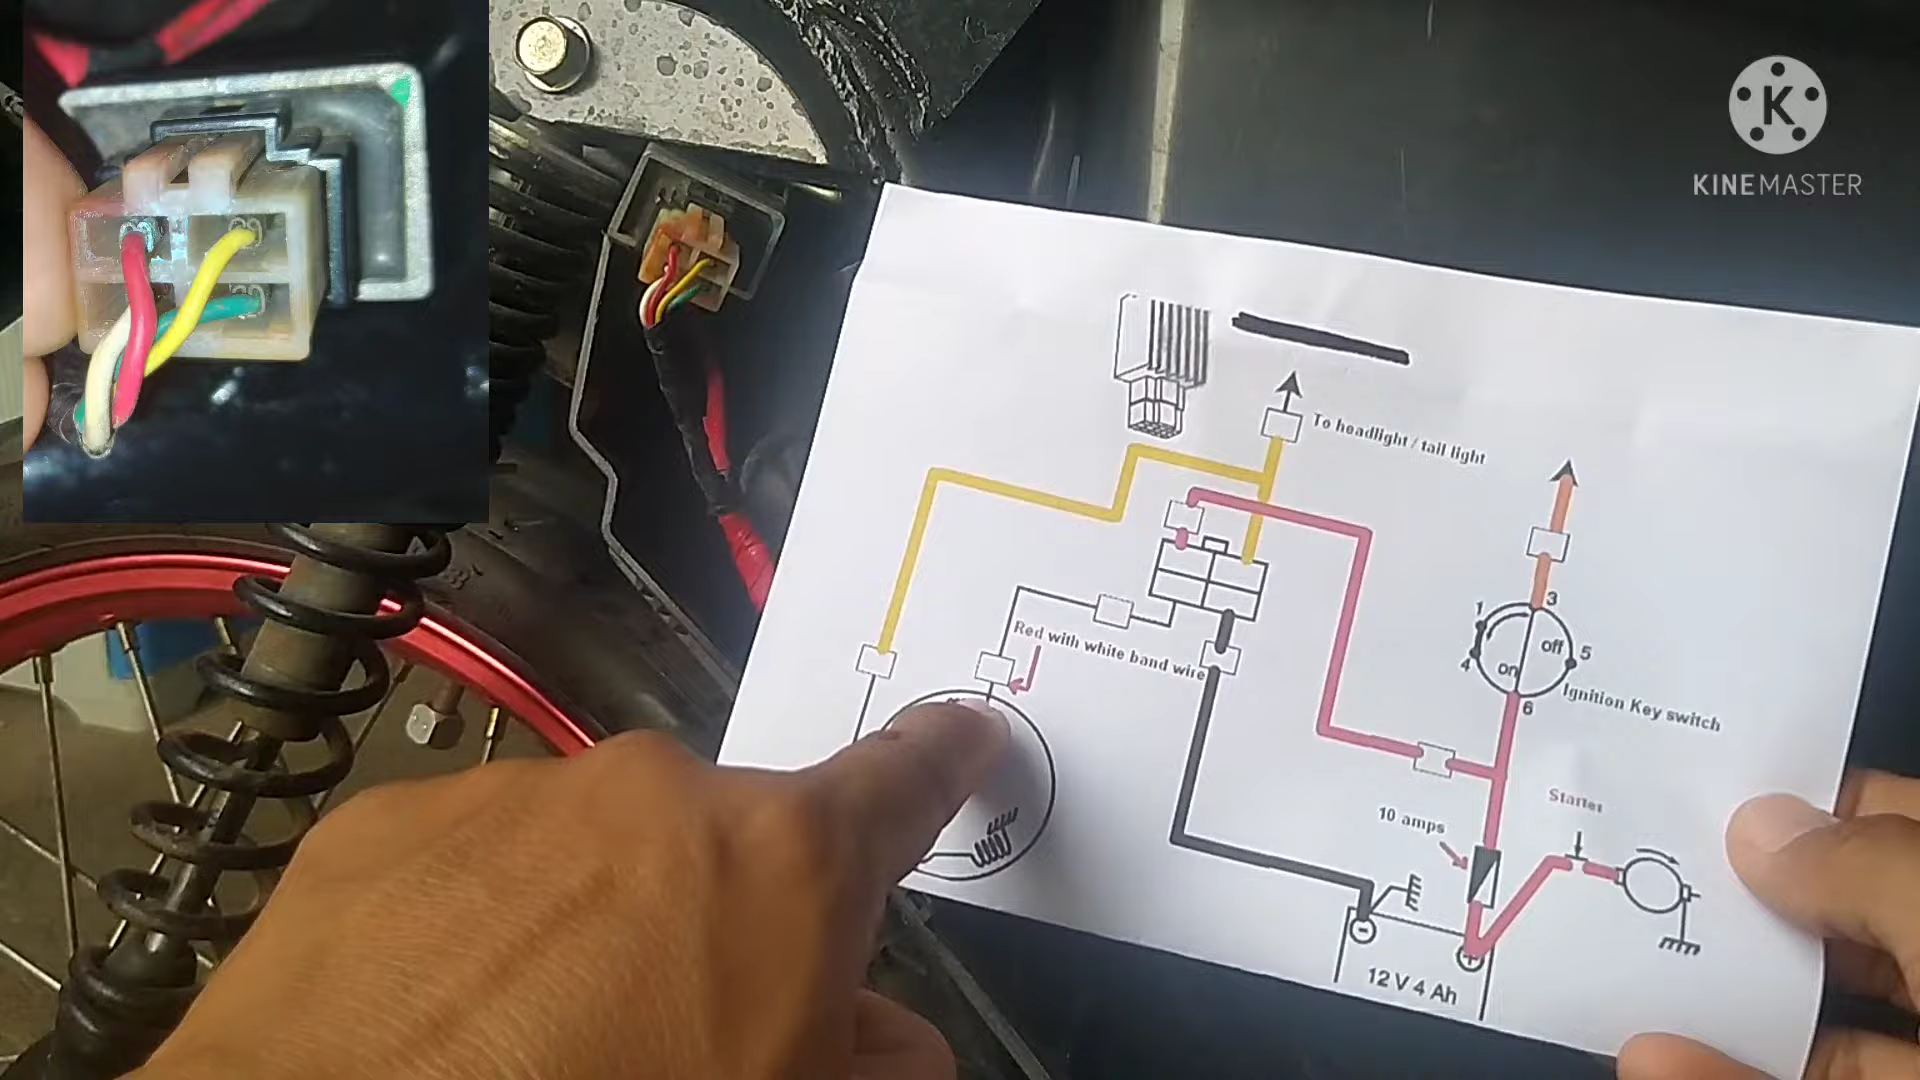 K
KINEMASTER
To headlight / tail light
Red with white band wire
1
3
off
5
4
on
6
Ignition Key switch
Starter
10 amps
-
+
12 V 4 Ah